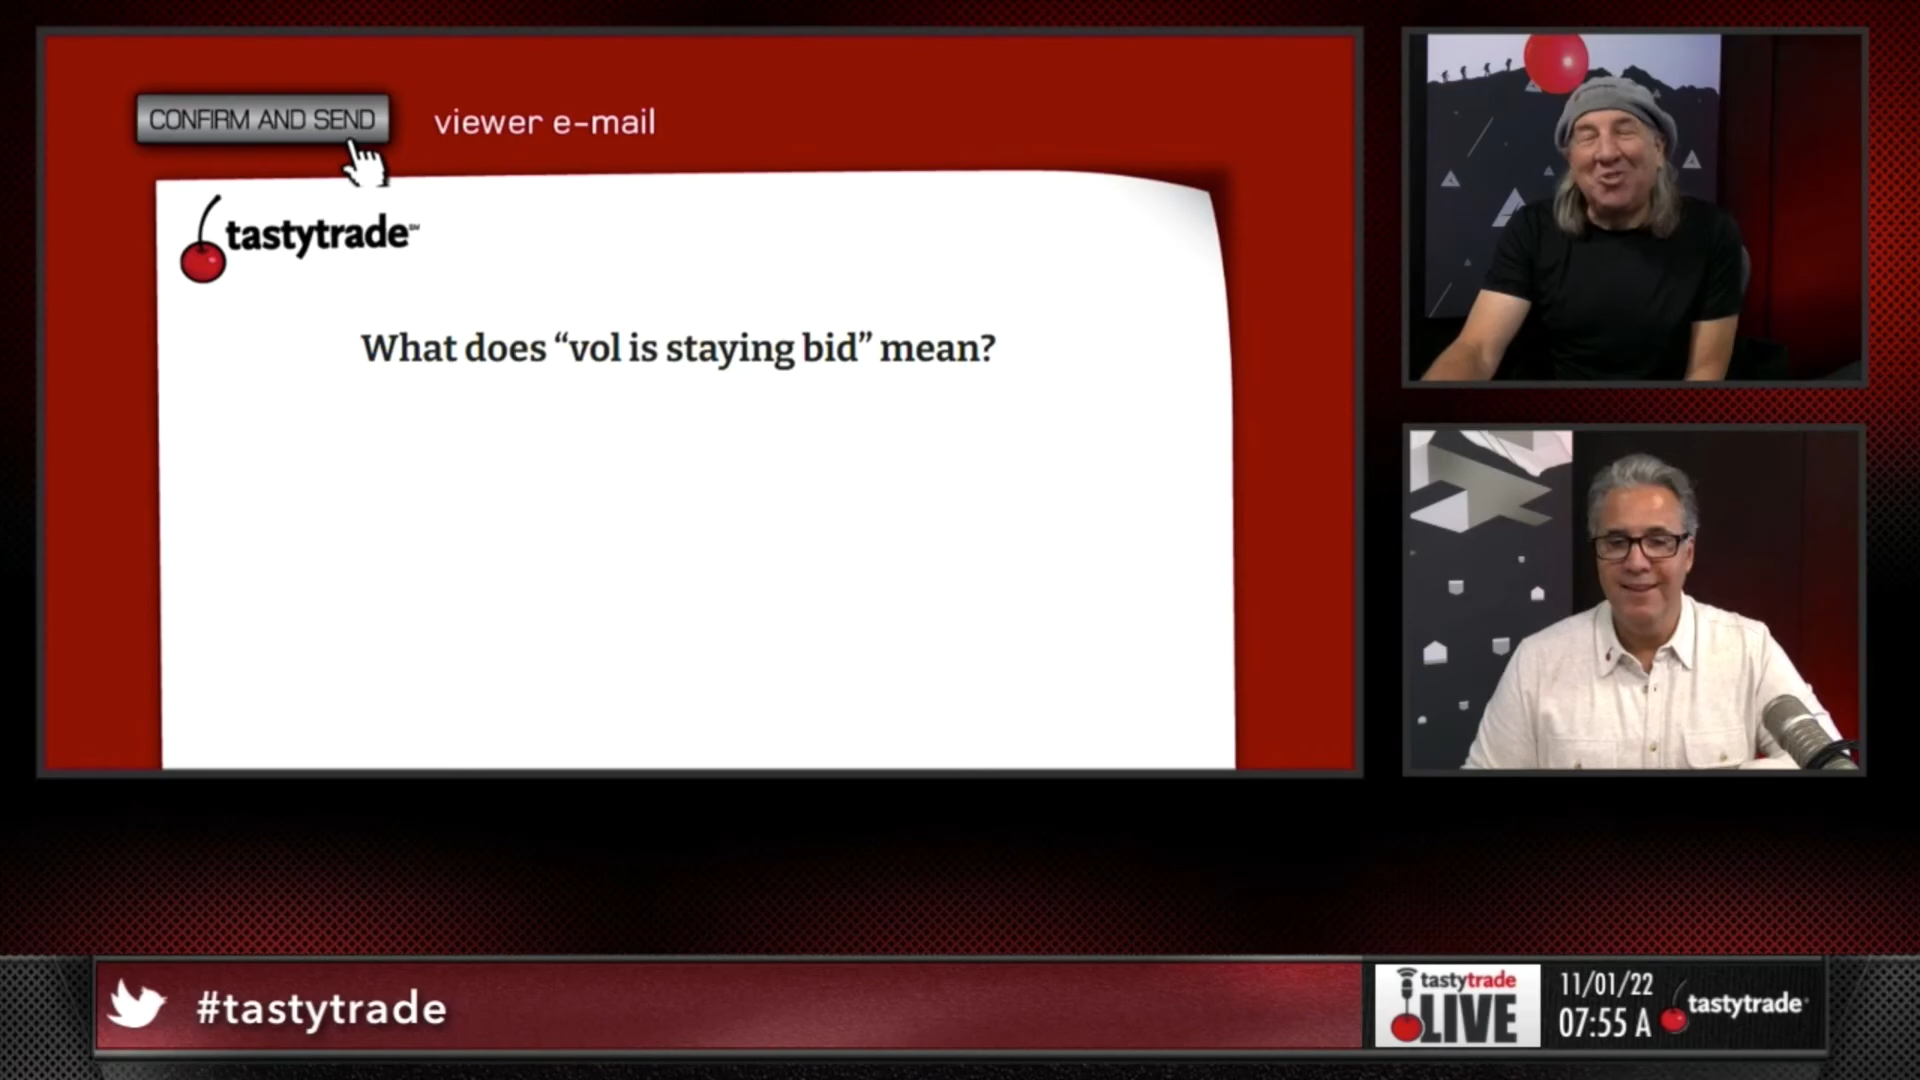 CONFIRM AND SEND
viewer e-mail
tastytrade℠
What does “vol is staying bid” mean?
#tastytrade
tastytrade
LIVE
11/01/22
07:55 A
tastytrade